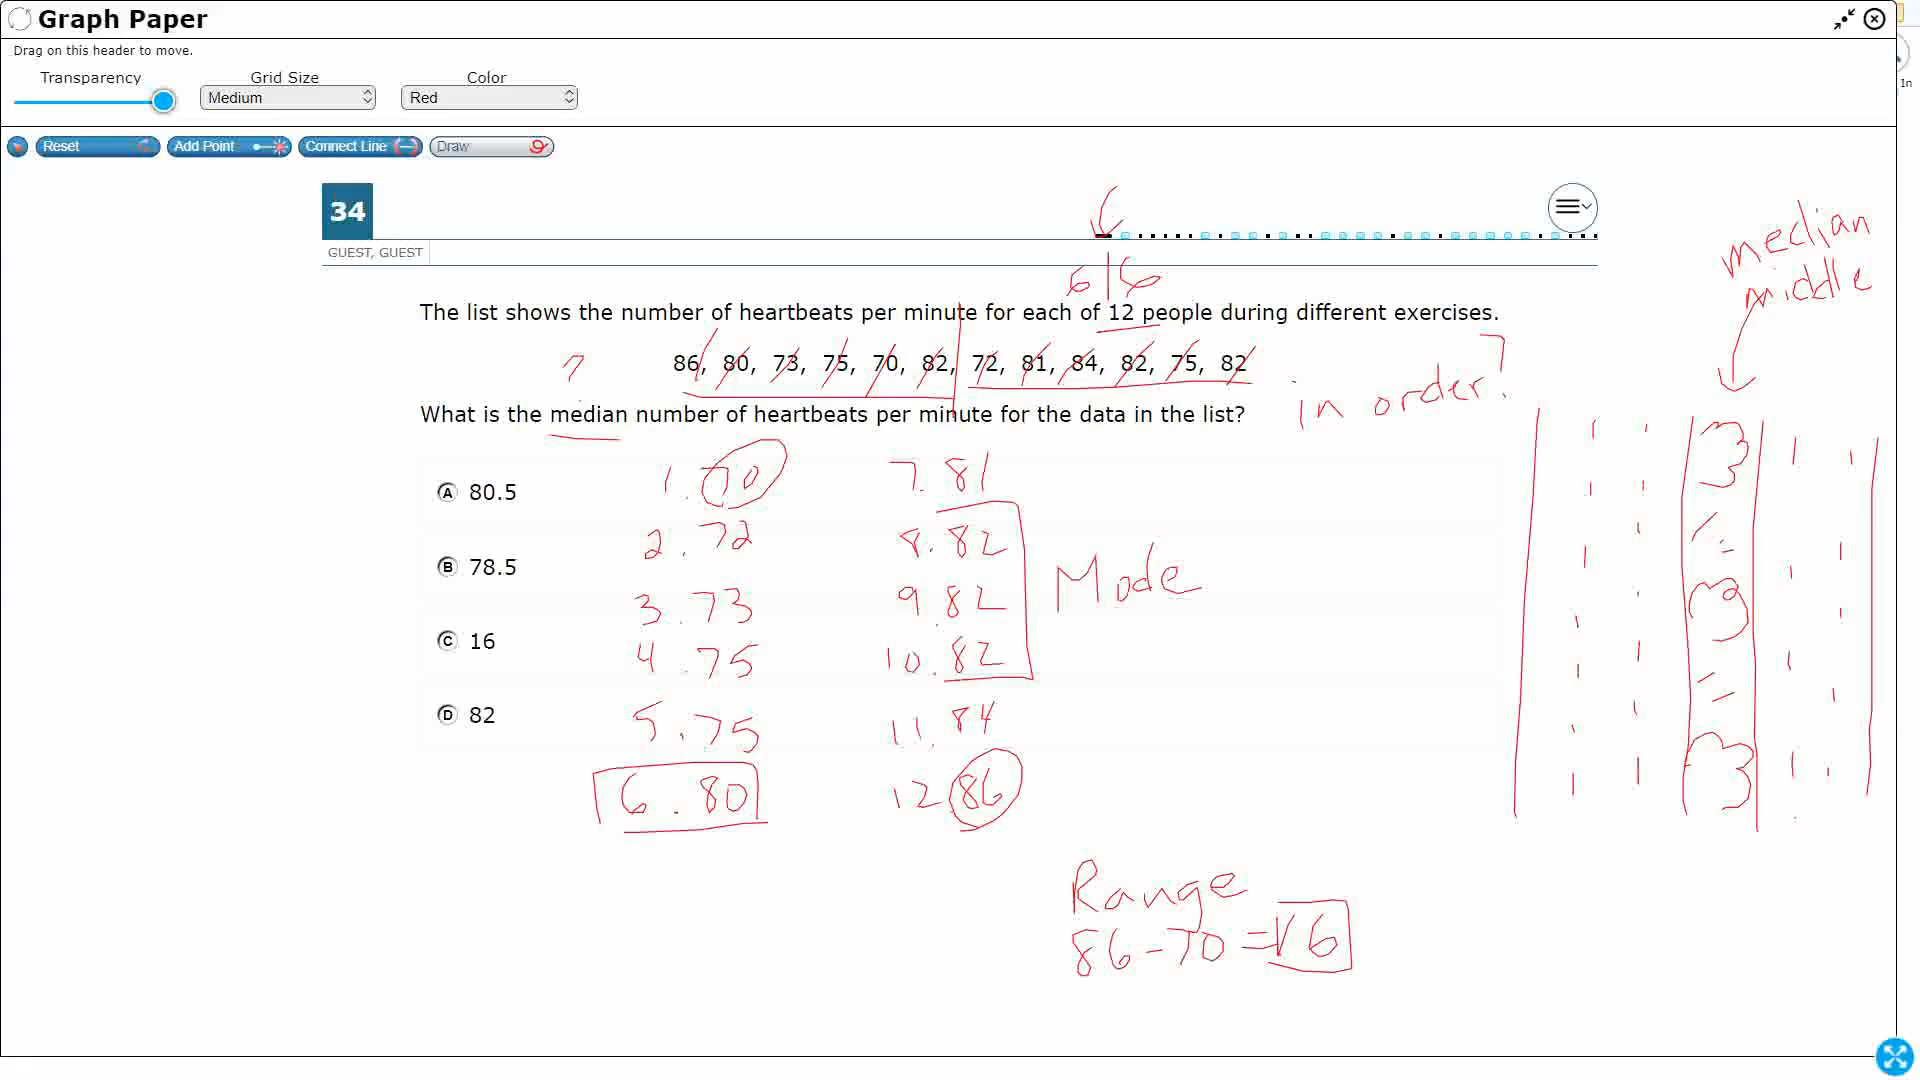 Graph Paper
Drag on this header to move.
Transparency Grid Size Color
Medium Red
Reset Add Point Connect Line Draw
34
GUEST, GUEST
6|6
median
middle
The list shows the number of heartbeats per minute for each of 12 people during different exercises.
? 86, 80, 73, 75, 70, 82, 72, 81, 84, 82, 75, 82
in order?
What is the median number of heartbeats per minute for the data in the list?
A 80.5
B 78.5
C 16
D 82
1. 70 7. 81
2. 72 8. 82
3. 73 9. 82
4. 75 10. 82
5. 75 11. 84
6. 80 12. 86
Mode
Range
86-70=16